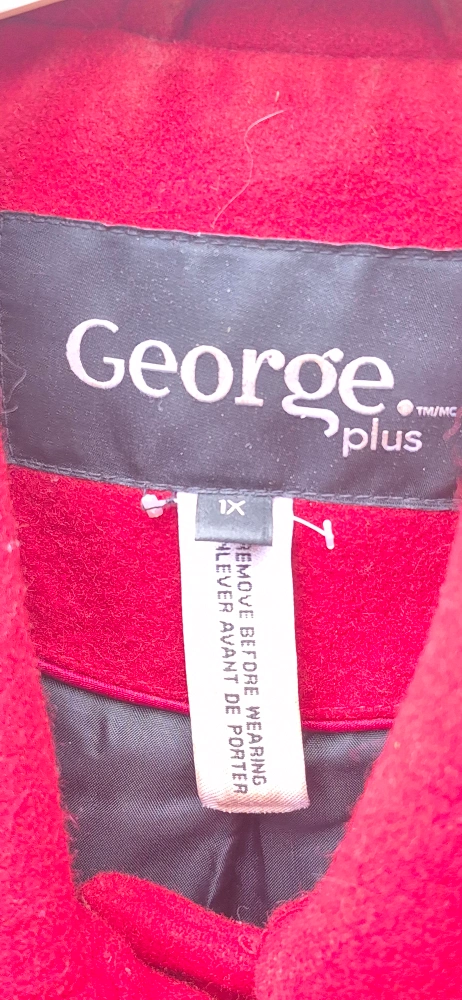 George.™/MC
plus
1X
REMOVE BEFORE WEARING
NLEVER AVANT DE PORTER